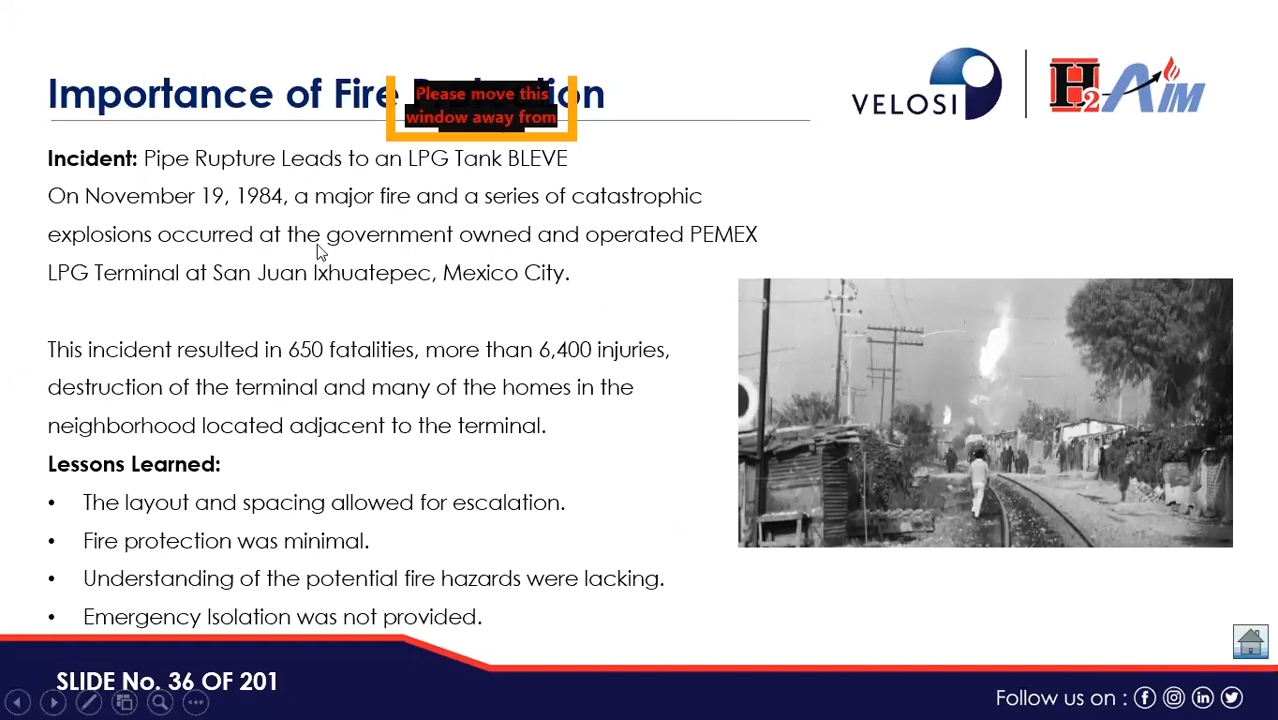 Importance of Fire
Please move this
window away from
VELOSI
H2AIM
Incident: Pipe Rupture Leads to an LPG Tank BLEVE
On November 19, 1984, a major fire and a series of catastrophic
explosions occurred at the government owned and operated PEMEX
LPG Terminal at San Juan Ixhuatepec, Mexico City.
This incident resulted in 650 fatalities, more than 6,400 injuries,
destruction of the terminal and many of the homes in the
neighborhood located adjacent to the terminal.
Lessons Learned:
• The layout and spacing allowed for escalation.
• Fire protection was minimal.
• Understanding of the potential fire hazards were lacking.
• Emergency Isolation was not provided.
SLIDE No. 36 OF 201
Follow us on :